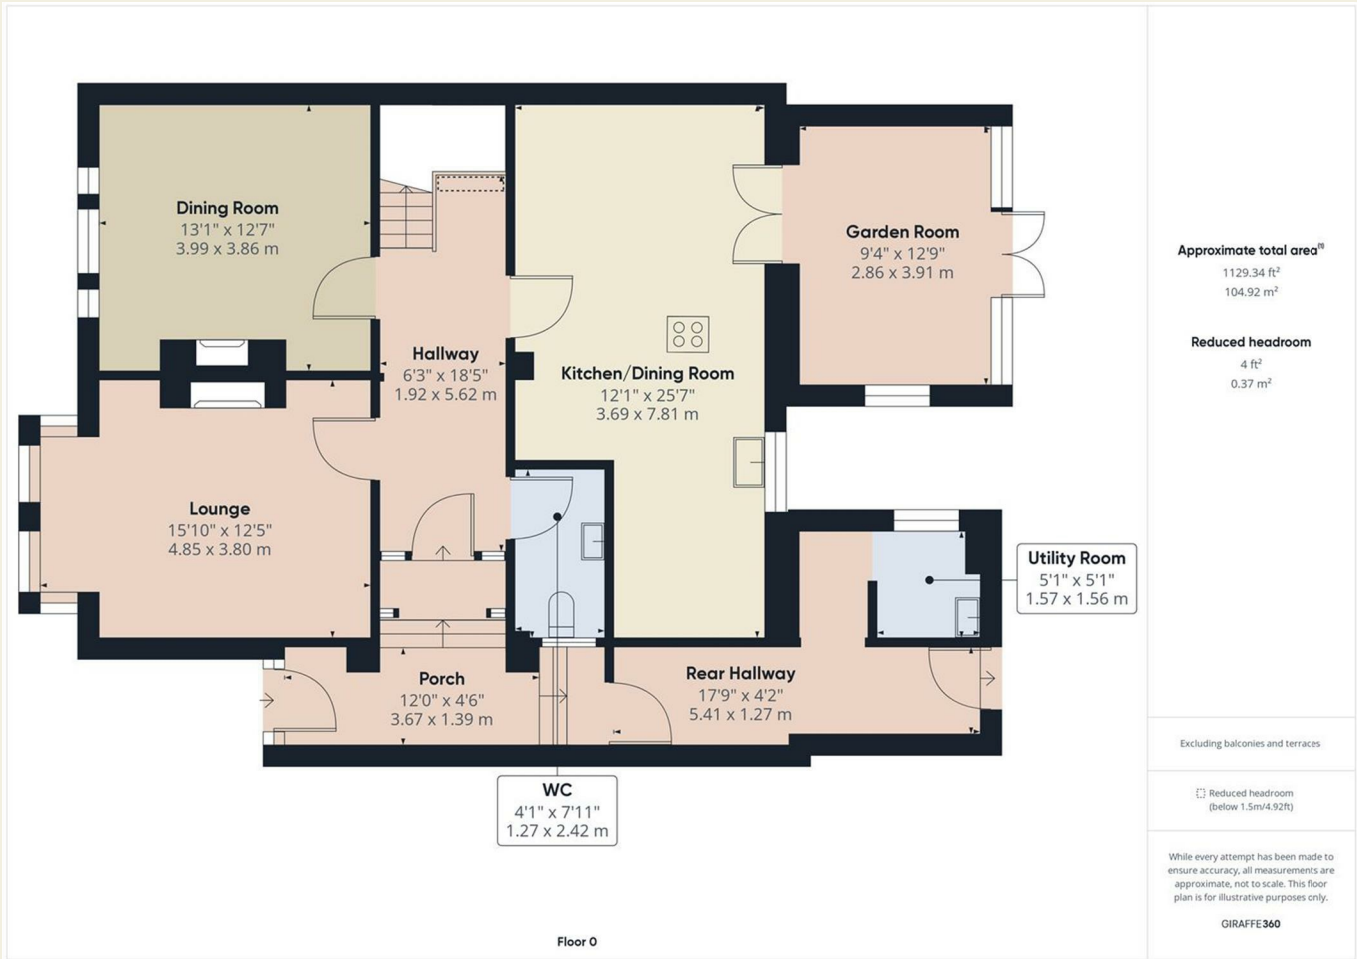 Dining Room
13'1" x 12'7"
3.99 x 3.86 m
Hallway
6'3" x 18'5"
1.92 x 5.62 m
Kitchen/Dining Room
12'1" x 25'7"
3.69 x 7.81 m
Garden Room
9'4" x 12'9"
2.86 x 3.91 m
Lounge
15'10" x 12'5"
4.85 x 3.80 m
Utility Room
5'1" x 5'1"
1.57 x 1.56 m
Porch
12'0" x 4'6"
3.67 x 1.39 m
Rear Hallway
17'9" x 4'2"
5.41 x 1.27 m
WC
4'1" x 7'11"
1.27 x 2.42 m
Floor 0
Approximate total area(1)
1129.34 ft²
104.92 m²
Reduced headroom
4 ft²
0.37 m²
Excluding balconies and terraces
Reduced headroom
(below 1.5m/4.92ft)
While every attempt has been made to
ensure accuracy, all measurements are
approximate, not to scale. This floor
plan is for illustrative purposes only.
GIRAFFE360